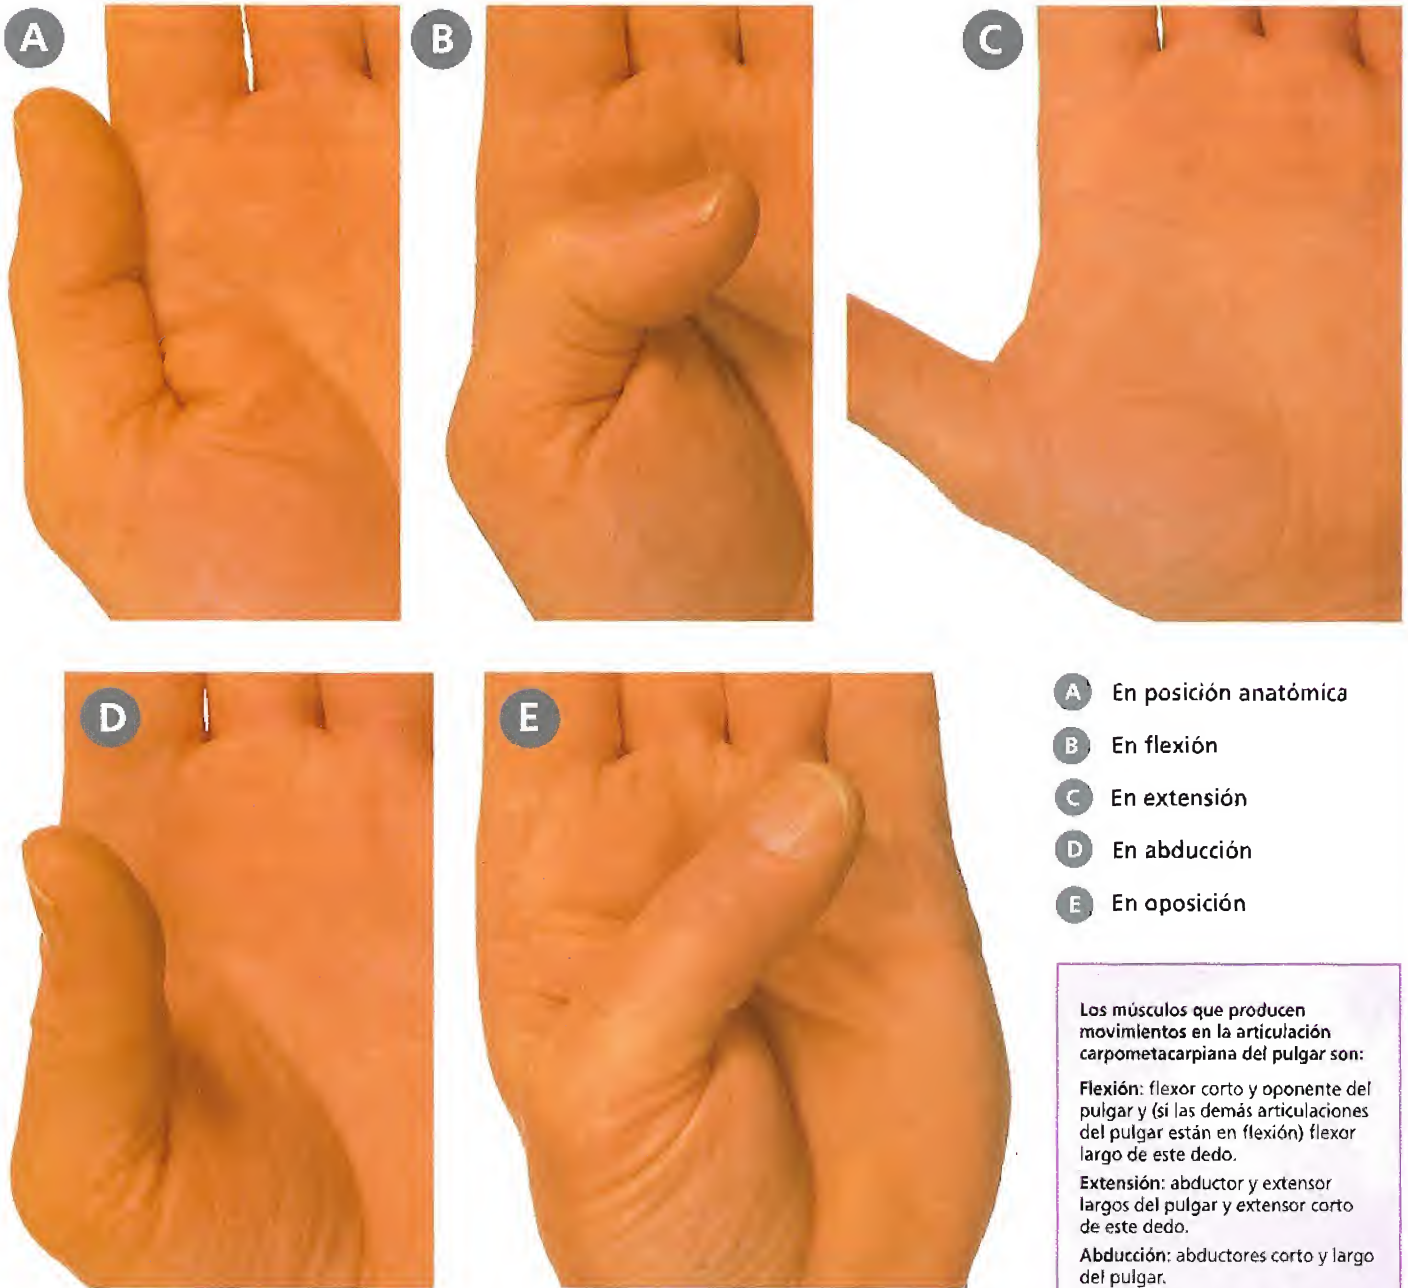 A
B
C
D
E
A En posición anatómica
B En flexión
C En extensión
D En abducción
E En oposición
Los músculos que producen
movimientos en la articulación
carpometacarpiana del pulgar son:
Flexión: flexor corto y oponente del
pulgar y (si las demás articulaciones
del pulgar están en flexión) flexor
largo de este dedo.
Extensión: abductor y extensor
largos del pulgar y extensor corto
de este dedo.
Abducción: abductores corto y largo
del pulgar.